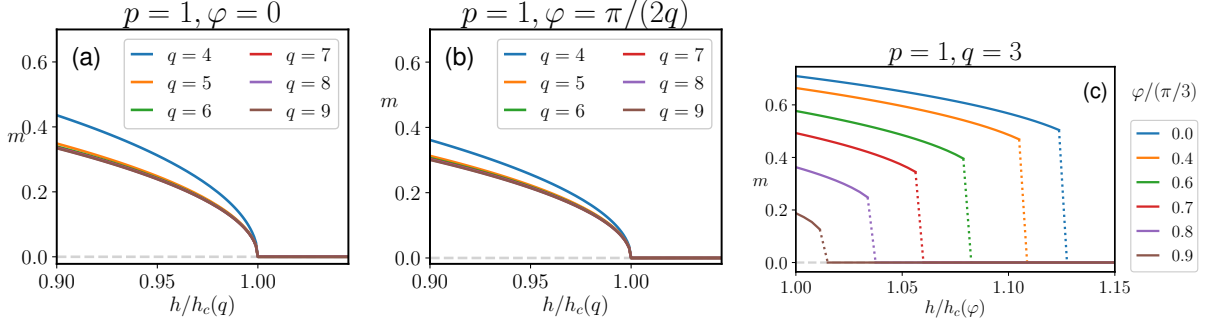 p = 1, φ = 0
(a)
q = 4
q = 5
q = 6
q = 7
q = 8
q = 9
m
0.6
0.4
0.2
0.0
0.90
0.95
1.00
h/h_c(q)
p = 1, φ = π/(2q)
(b)
q = 4
q = 5
q = 6
q = 7
q = 8
q = 9
m
0.6
0.4
0.2
0.0
0.90
0.95
1.00
h/h_c(q)
p = 1, q = 3
(c)
m
0.6
0.4
0.2
0.0
1.00
1.05
1.10
1.15
h/h_c(φ)
φ/(π/3)
0.0
0.4
0.6
0.7
0.8
0.9